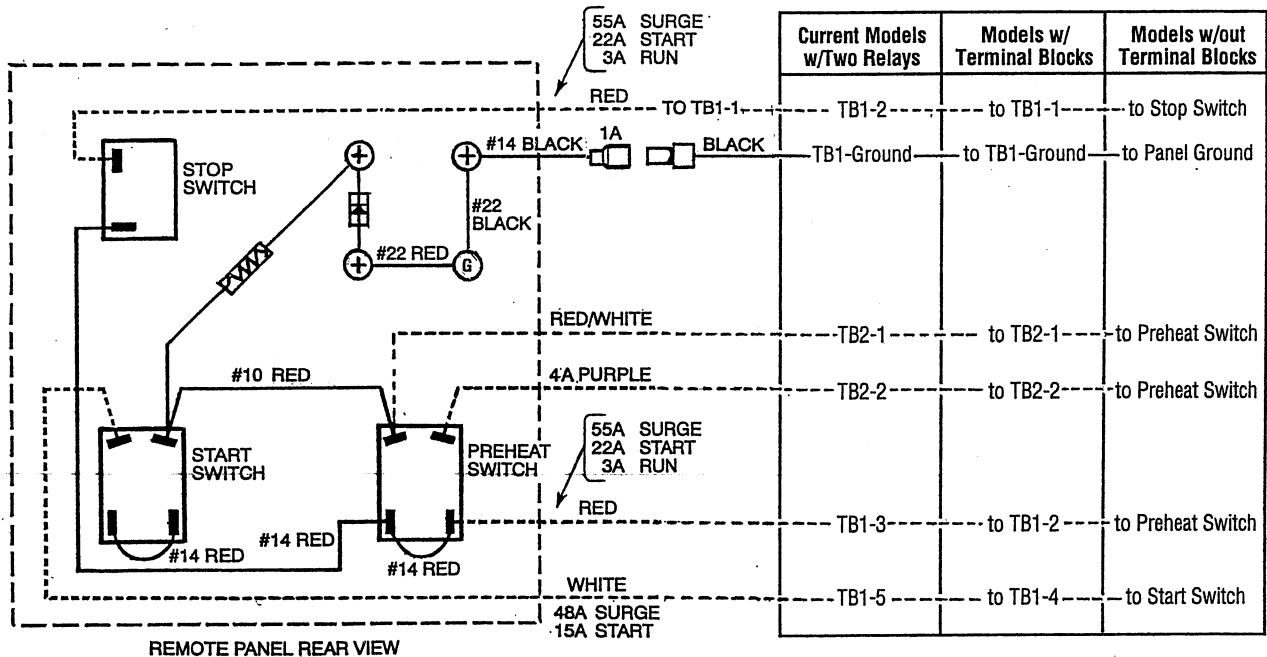 55A SURGE
22A START
3A RUN
Current Models w/Two Relays
Models w/ Terminal Blocks
Models w/out Terminal Blocks
RED
TO TB1-1
TB1-2
to TB1-1
to Stop Switch
#14 BLACK
1A
BLACK
TB1-Ground
to TB1-Ground
to Panel Ground
STOP
SWITCH
#22
BLACK
#22 RED
G
RED/WHITE
TB2-1
to TB2-1
to Preheat Switch
#10 RED
4A PURPLE
TB2-2
to TB2-2
to Preheat Switch
55A SURGE
22A START
3A RUN
START
SWITCH
PREHEAT
SWITCH
RED
TB1-3
to TB1-2
to Preheat Switch
#14 RED
#14 RED
#14 RED
WHITE
48A SURGE
15A START
TB1-5
to TB1-4
to Start Switch
REMOTE PANEL REAR VIEW